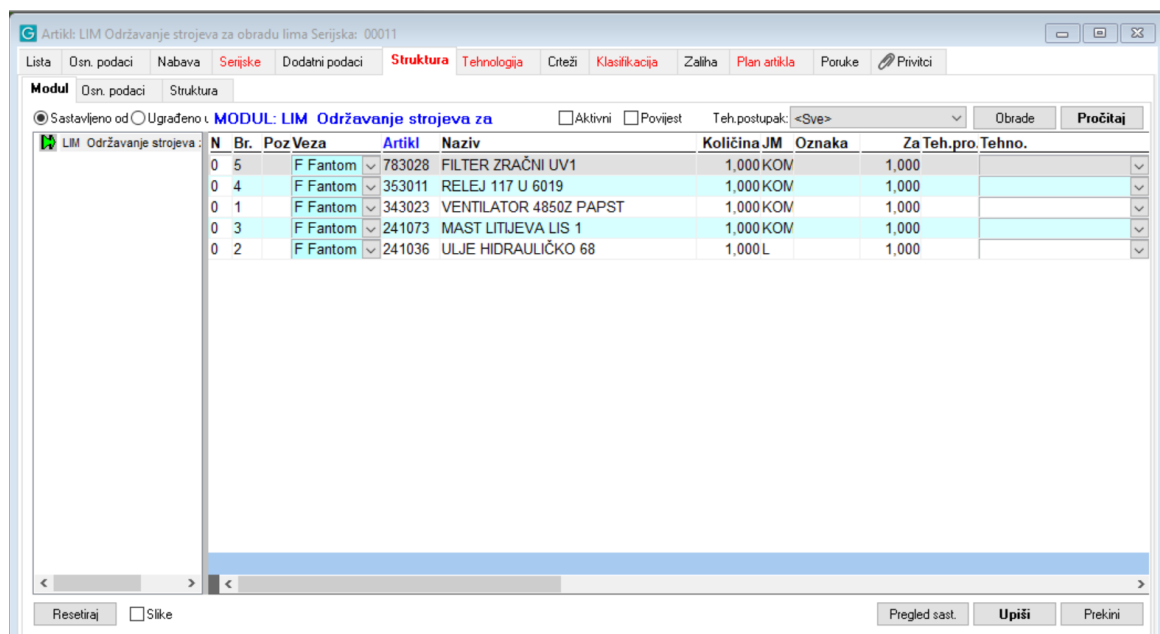 G Artikl: LIM Održavanje strojeva za obradu lima Serijska: 00011
Lista Osn. podaci Nabava Serijske Dodatni podaci Struktura Tehnologija Crteži Klasifikacija Zaliha Plan artikla Poruke Privitci
Modul Osn. podaci Struktura
Sastavljeno od Ugrađeno u MODUL: LIM Održavanje strojeva za Aktivni Povijest Teh.postupak: <Sve> Obrade Pročitaj
LIM Održavanje strojeva : N Br. Poz Veza Artikl Naziv Količina JM Oznaka Za Teh.pro. Tehno.
0 5 F Fantom 783028 FILTER ZRAČNI UV1 1,000 KOM 1,000
0 4 F Fantom 353011 RELEJ 117 U 6019 1,000 KOM 1,000
0 1 F Fantom 343023 VENTILATOR 4850Z PAPST 1,000 KOM 1,000
0 3 F Fantom 241073 MAST LITIJEVA LIS 1 1,000 KOM 1,000
0 2 F Fantom 241036 ULJE HIDRAULIČKO 68 1,000 L 1,000
Resetiraj Slike Pregled sast. Upiši Prekini